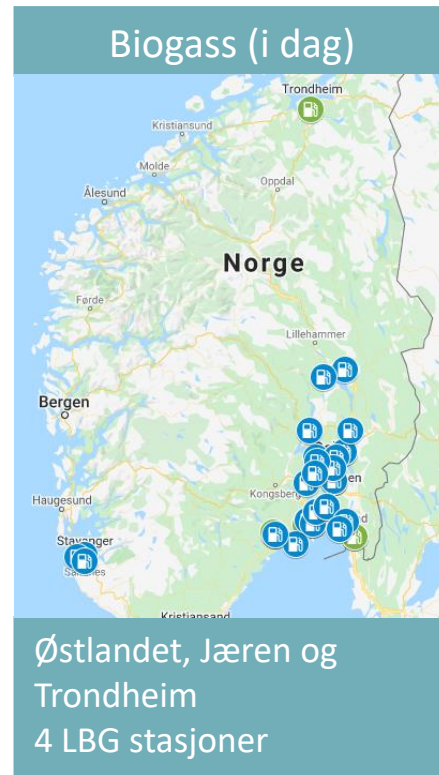 Biogass (i dag)
Trondheim
Kristiansund
Molde
Ålesund
Oppdal
Norge
Førde
Lillehammer
Bergen
Kongsberg
Haugesund
Stavanger
Kristiansand
Østlandet, Jæren og
Trondheim
4 LBG stasjoner